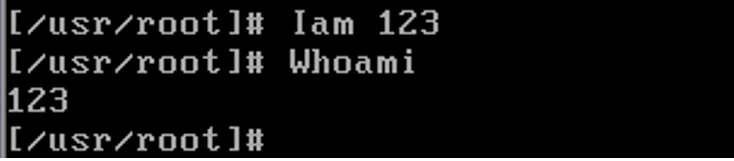 [/usr/root]# Iam 123
[/usr/root]# Whoami
123
[/usr/root]#